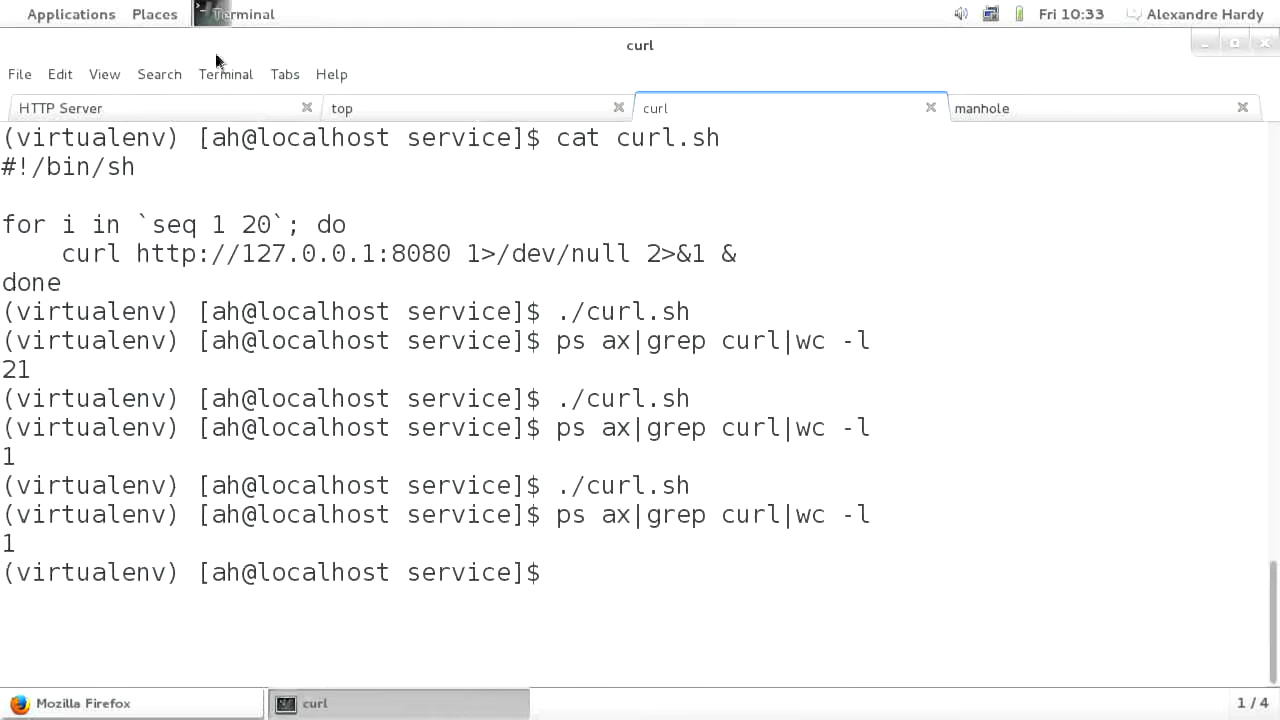 Applications Places Terminal Fri 10:33 Alexandre Hardy
curl
File Edit View Search Terminal Tabs Help
HTTP Server top curl manhole
(virtualenv) [ah@localhost service]$ cat curl.sh
#!/bin/sh
for i in `seq 1 20`; do
    curl http://127.0.0.1:8080 1>/dev/null 2>&1 &
done
(virtualenv) [ah@localhost service]$ ./curl.sh
(virtualenv) [ah@localhost service]$ ps ax|grep curl|wc -l
21
(virtualenv) [ah@localhost service]$ ./curl.sh
(virtualenv) [ah@localhost service]$ ps ax|grep curl|wc -l
1
(virtualenv) [ah@localhost service]$ ./curl.sh
(virtualenv) [ah@localhost service]$ ps ax|grep curl|wc -l
1
(virtualenv) [ah@localhost service]$
Mozilla Firefox curl 1 / 4